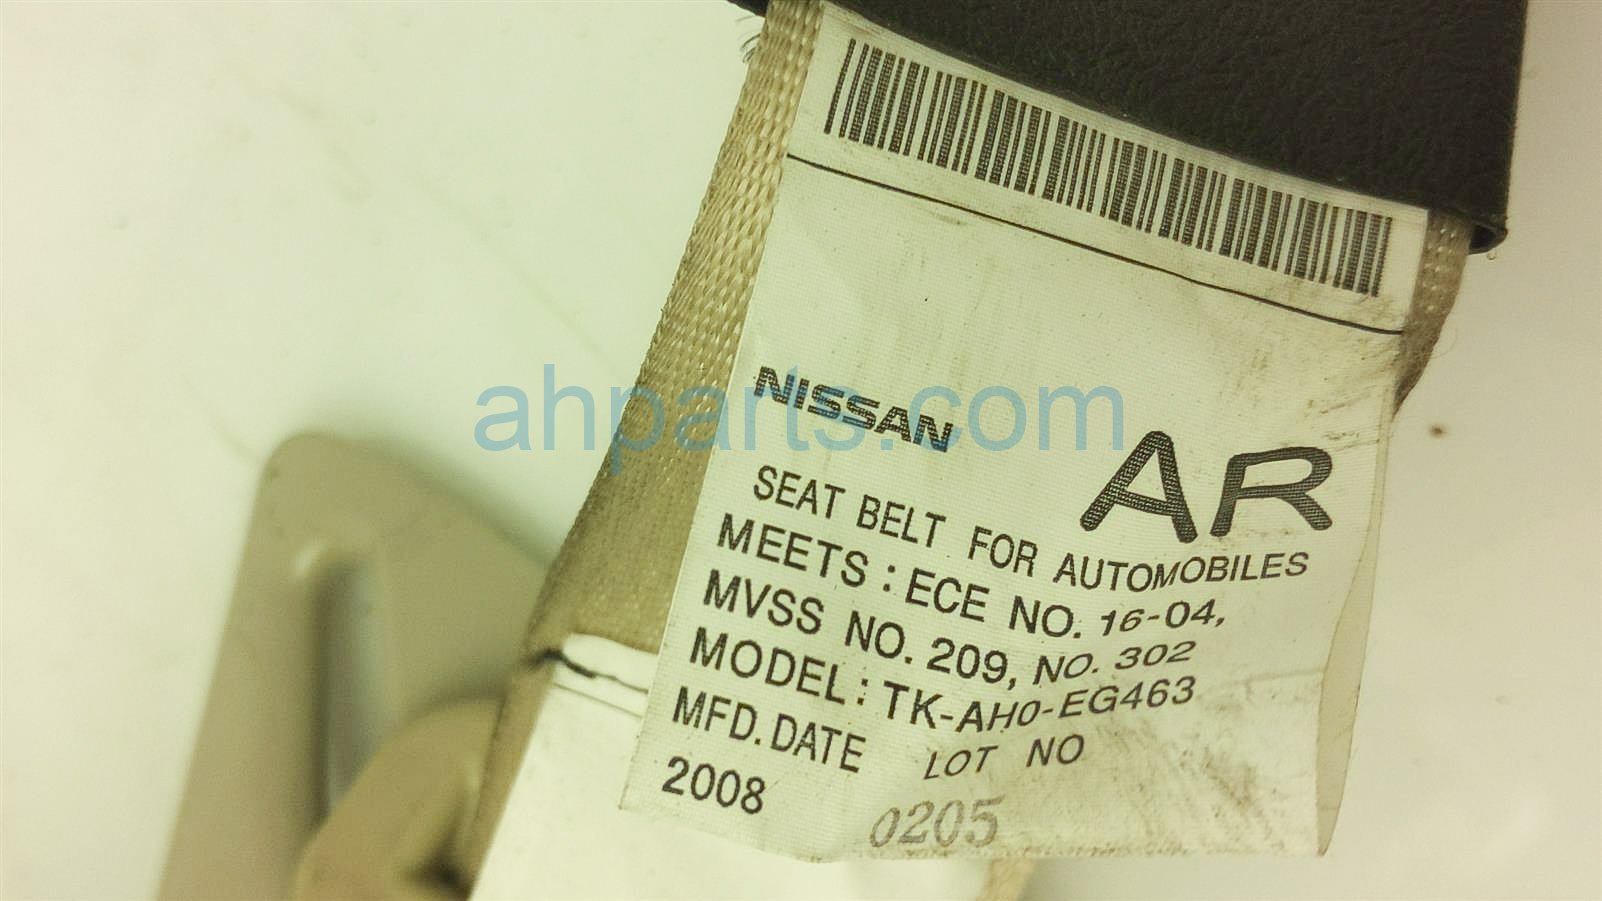 NISSAN
AR
SEAT BELT FOR AUTOMOBILES
MEETS : ECE NO. 16-04,
MVSS NO. 209, NO. 302
MODEL : TK-AH0-EG463
MFD. DATE LOT NO
2008 0205
ahparts.com